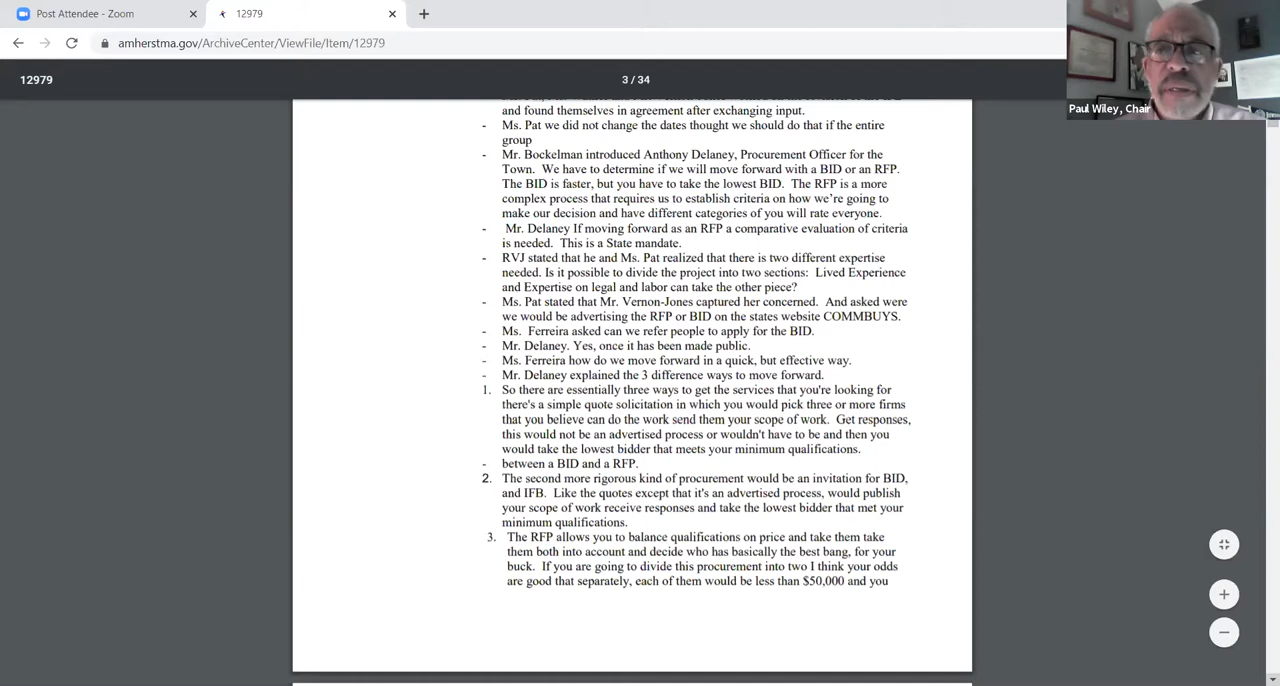 Post Attendee - Zoom
12979
amherstma.gov/ArchiveCenter/ViewFile/Item/12979
12979
3 / 34
Paul Wiley, Chair
and found themselves in agreement after exchanging input.
- Ms. Pat we did not change the dates thought we should do that if the entire
group
- Mr. Bockelman introduced Anthony Delaney, Procurement Officer for the
Town. We have to determine if we will move forward with a BID or an RFP.
The BID is faster, but you have to take the lowest BID. The RFP is a more
complex process that requires us to establish criteria on how we're going to
make our decision and have different categories of you will rate everyone.
- Mr. Delaney If moving forward as an RFP a comparative evaluation of criteria
is needed. This is a State mandate.
- RVJ stated that he and Ms. Pat realized that there is two different expertise
needed. Is it possible to divide the project into two sections: Lived Experience
and Expertise on legal and labor can take the other piece?
- Ms. Pat stated that Mr. Vernon-Jones captured her concerned. And asked were
we would be advertising the RFP or BID on the states website COMMBUYS.
- Ms. Ferreira asked can we refer people to apply for the BID.
- Mr. Delaney. Yes, once it has been made public.
- Ms. Ferreira how do we move forward in a quick, but effective way.
- Mr. Delaney explained the 3 difference ways to move forward.
1. So there are essentially three ways to get the services that you're looking for
there's a simple quote solicitation in which you would pick three or more firms
that you believe can do the work send them your scope of work. Get responses,
this would not be an advertised process or wouldn't have to be and then you
would take the lowest bidder that meets your minimum qualifications.
- between a BID and a RFP.
2. The second more rigorous kind of procurement would be an invitation for BID,
and IFB. Like the quotes except that it's an advertised process, would publish
your scope of work receive responses and take the lowest bidder that met your
minimum qualifications.
3. The RFP allows you to balance qualifications on price and take them take
them both into account and decide who has basically the best bang, for your
buck. If you are going to divide this procurement into two I think your odds
are good that separately, each of them would be less than $50,000 and you